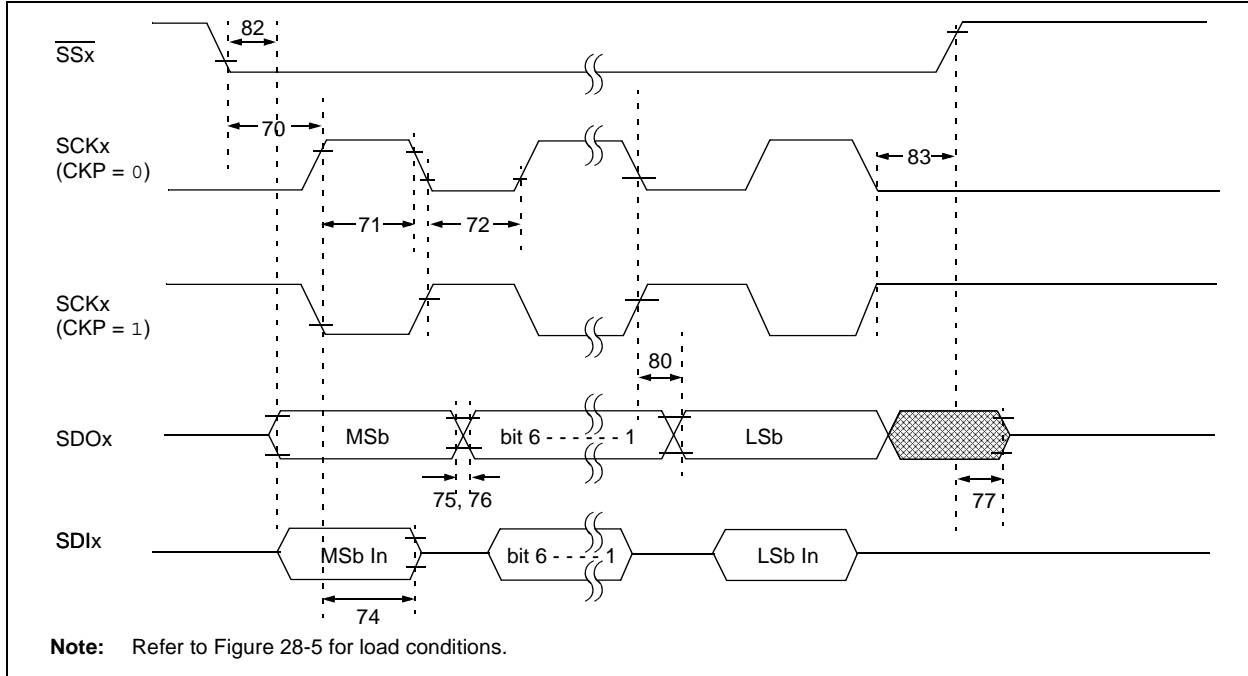 82
SSx
70
SCKx
(CKP = 0)
83
71
72
SCKx
(CKP = 1)
80
SDOx
MSb
bit 6 - - - - - - 1
LSb
75, 76
77
SDIx
MSb In
bit 6 - - - - 1
LSb In
74
Note: Refer to Figure 28-5 for load conditions.